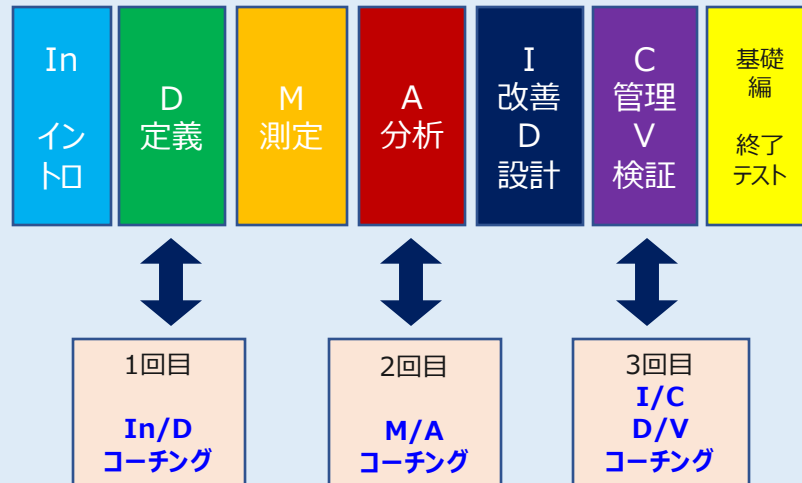 In
イン
トロ
D
定義
M
測定
A
分析
I
改善
D
設計
C
管理
V
検証
基礎
編
終了
テスト
1回目
In/D
コーチング
2回目
M/A
コーチング
3回目
I/C
D/V
コーチング